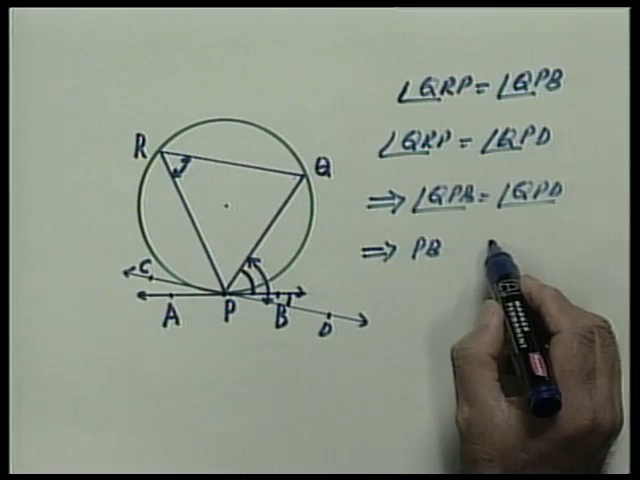 ∠QRP = ∠QPB
∠QRP = ∠QPD
⇒ ∠QPB = ∠QPD
⇒ PB
R
Q
C
A
P
B
D